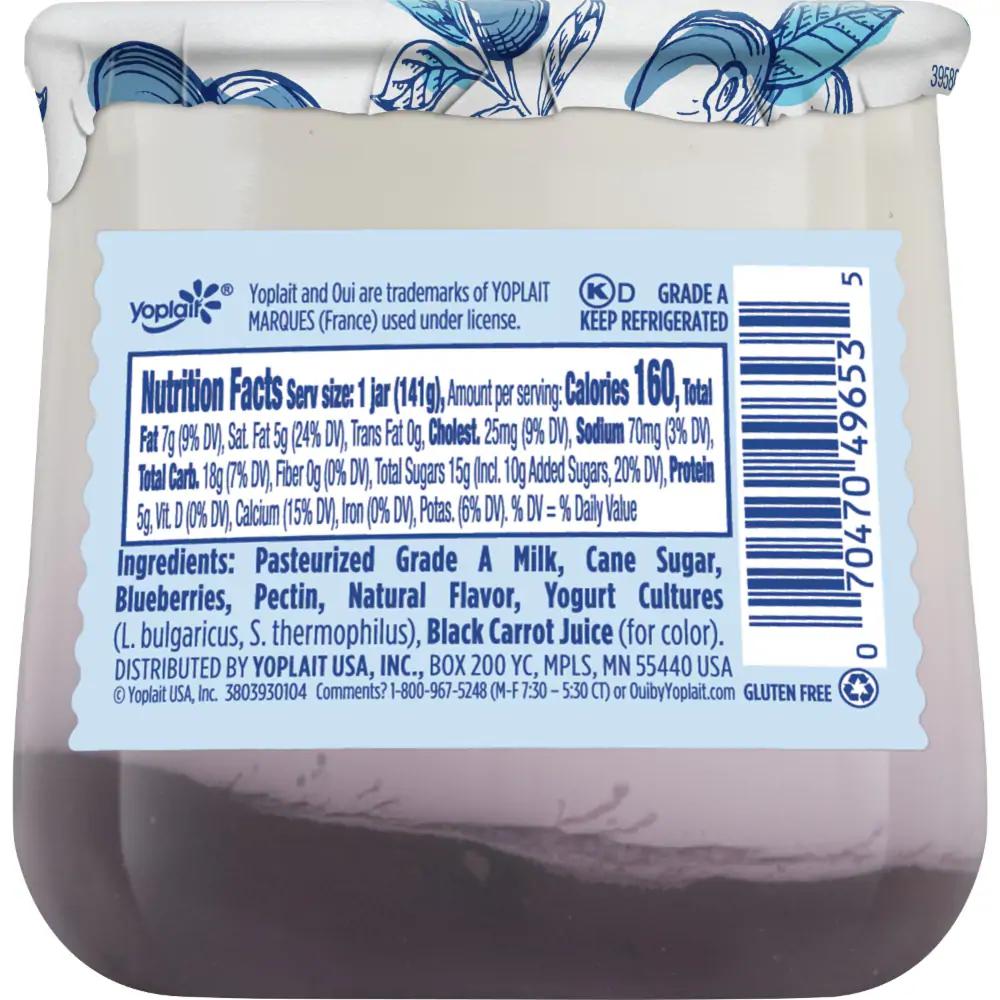 3958
Yoplait®
Yoplait and Oui are trademarks of YOPLAIT
MARQUES (France) used under license.
K D GRADE A
KEEP REFRIGERATED
Nutrition Facts Serv size: 1 jar (141g), Amount per serving: Calories 160, Total
Fat 7g (9% DV), Sat. Fat 5g (24% DV), Trans Fat 0g, Cholest. 25mg (9% DV), Sodium 70mg (3% DV),
Total Carb. 18g (7% DV), Fiber 0g (0% DV), Total Sugars 15g (Incl. 10g Added Sugars, 20% DV), Protein
5g, Vit. D (0% DV), Calcium (15% DV), Iron (0% DV), Potas. (6% DV). % DV = % Daily Value
Ingredients: Pasteurized Grade A Milk, Cane Sugar,
Blueberries, Pectin, Natural Flavor, Yogurt Cultures
(L. bulgaricus, S. thermophilus), Black Carrot Juice (for color).
DISTRIBUTED BY YOPLAIT USA, INC., BOX 200 YC, MPLS, MN 55440 USA
© Yoplait USA, Inc. 3803930104 Comments? 1-800-967-5248 (M-F 7:30 – 5:30 CT) or OuibyYoplait.com
GLUTEN FREE
0 70470 49653 5